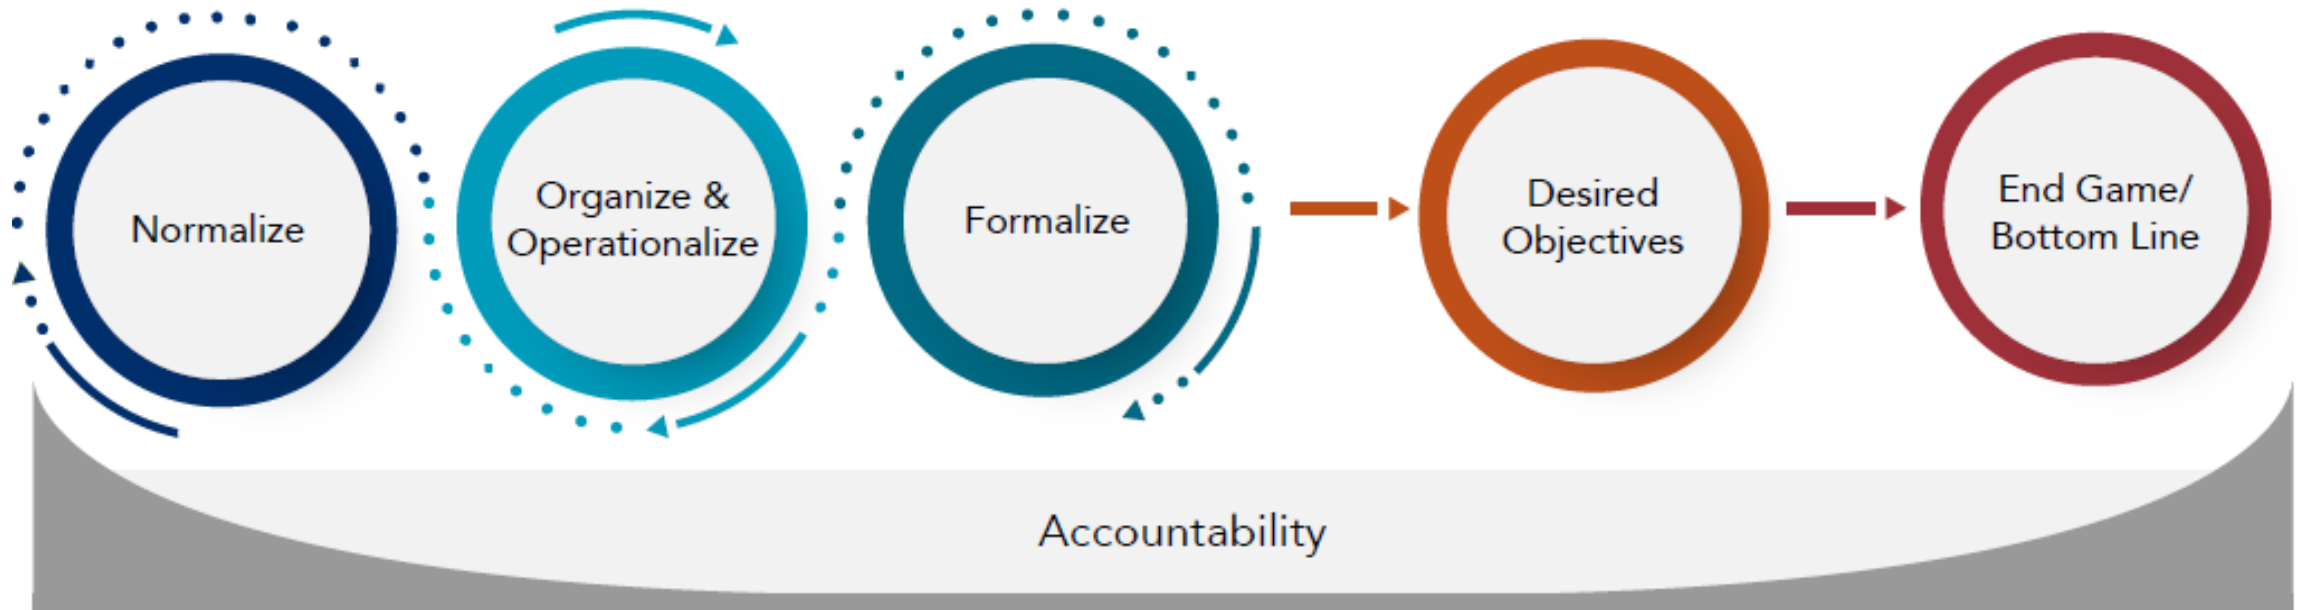 Normalize
Organize &
Operationalize
Formalize
Desired
Objectives
End Game/
Bottom Line
Accountability